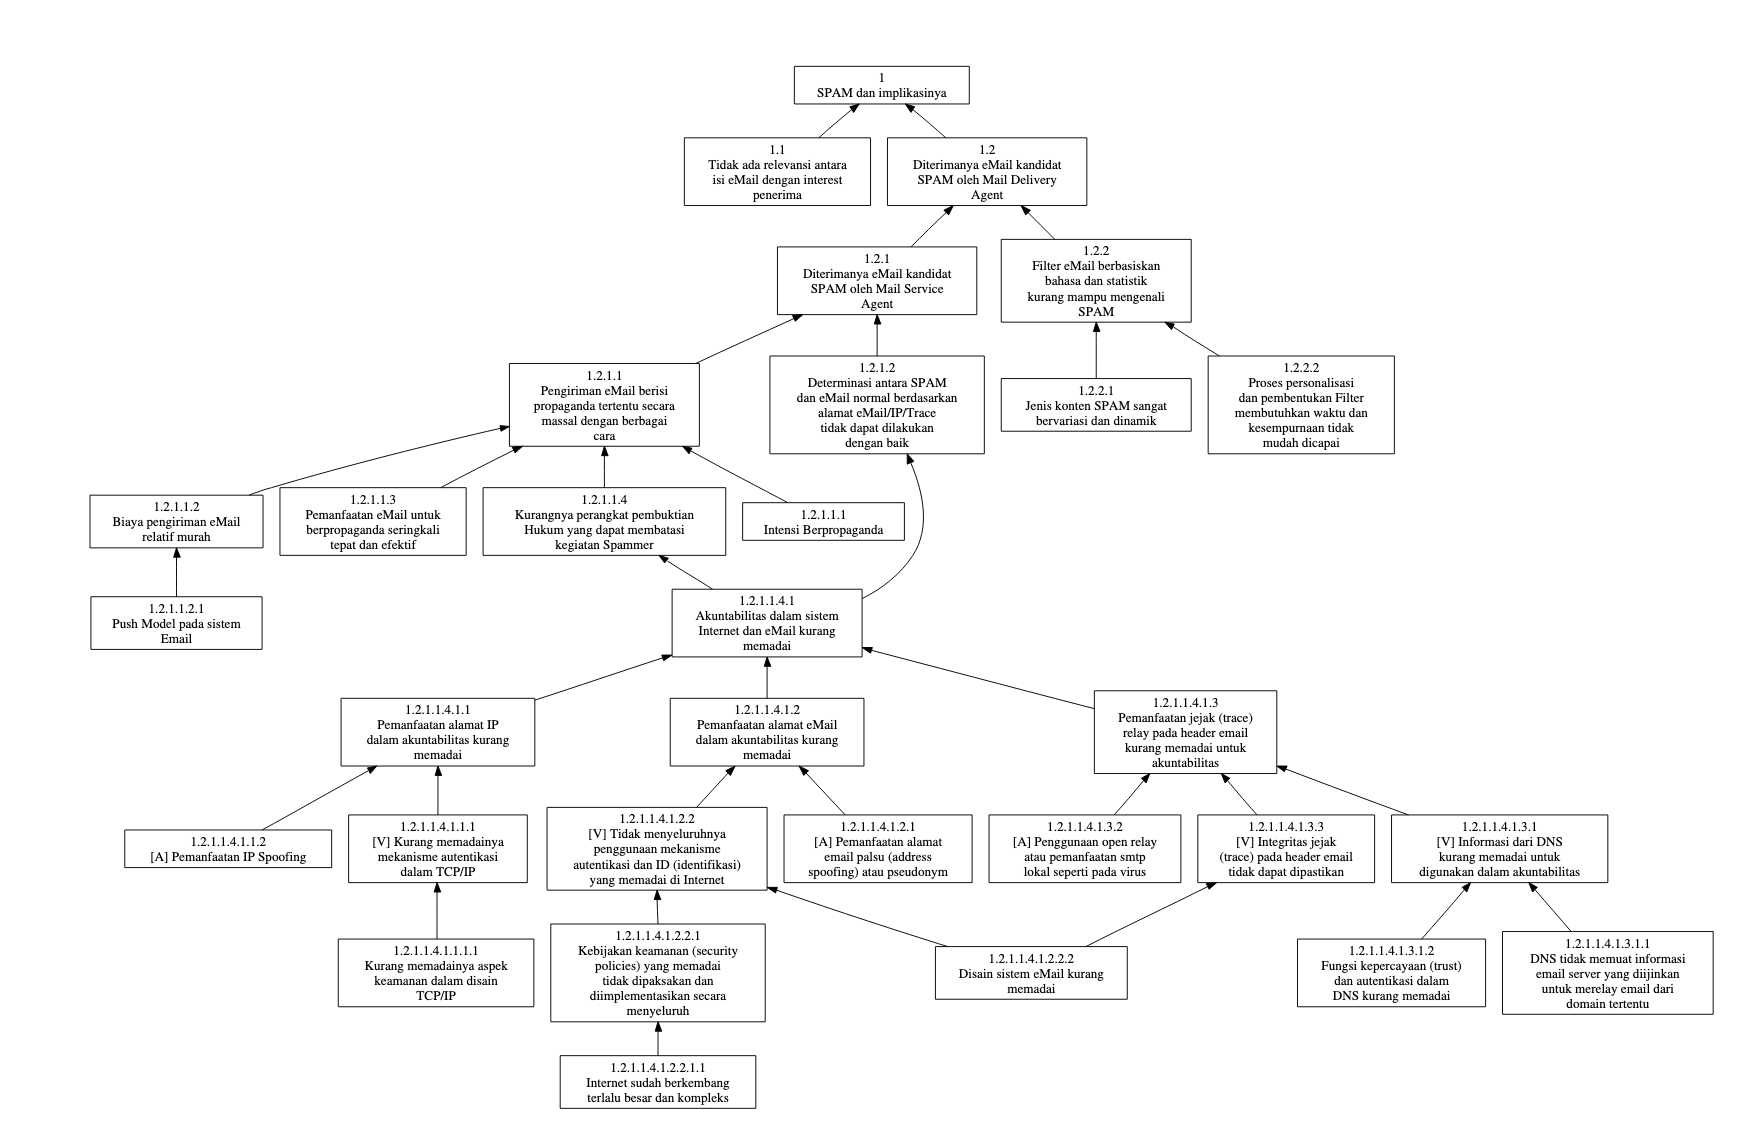 1
SPAM dan implikasinya
1.1
Tidak ada relevansi antara
isi eMail dengan interest
penerima
1.2
Diterimanya eMail kandidat
SPAM oleh Mail Delivery
Agent
1.2.1
Diterimanya eMail kandidat
SPAM oleh Mail Service
Agent
1.2.2
Filter eMail berbasiskan
bahasa dan statistik
kurang mampu mengenali
SPAM
1.2.1.1
Pengiriman eMail berisi
propaganda tertentu secara
massal dengan berbagai
cara
1.2.1.2
Determinasi antara SPAM
dan eMail normal berdasarkan
alamat eMail/IP/Trace
tidak dapat dilakukan
dengan baik
1.2.2.1
Jenis konten SPAM sangat
bervariasi dan dinamik
1.2.2.2
Proses personalisasi
dan pembentukan Filter
membutuhkan waktu dan
kesempurnaan tidak
mudah dicapai
1.2.1.1.2
Biaya pengiriman eMail
relatif murah
1.2.1.1.3
Pemanfaatan eMail untuk
berpropaganda seringkali
tepat dan efektif
1.2.1.1.4
Kurangnya perangkat pembuktian
Hukum yang dapat membatasi
kegiatan Spammer
1.2.1.1.1
Intensi Berpropaganda
1.2.1.1.2.1
Push Model pada sistem
Email
1.2.1.1.4.1
Akuntabilitas dalam sistem
Internet dan eMail kurang
memadai
1.2.1.1.4.1.1
Pemanfaatan alamat IP
dalam akuntabilitas kurang
memadai
1.2.1.1.4.1.2
Pemanfaatan alamat eMail
dalam akuntabilitas kurang
memadai
1.2.1.1.4.1.3
Pemanfaatan jejak (trace)
relay pada header email
kurang memadai untuk
akuntabilitas
1.2.1.1.4.1.1.2
[A] Pemanfaatan IP Spoofing
1.2.1.1.4.1.1.1
[V] Kurang memadainya
mekanisme autentikasi
dalam TCP/IP
1.2.1.1.4.1.2.2
[V] Tidak menyeluruhnya
penggunaan mekanisme
autentikasi dan ID (identifikasi)
yang memadai di Internet
1.2.1.1.4.1.2.1
[A] Pemanfaatan alamat
email palsu (address
spoofing) atau pseudonym
1.2.1.1.4.1.3.2
[A] Penggunaan open relay
atau pemanfaatan smtp
lokal seperti pada virus
1.2.1.1.4.1.3.3
[V] Integritas jejak
(trace) pada header email
tidak dapat dipastikan
1.2.1.1.4.1.3.1
[V] Informasi dari DNS
kurang memadai untuk
digunakan dalam akuntabilitas
1.2.1.1.4.1.1.1.1
Kurang memadainya aspek
keamanan dalam disain
TCP/IP
1.2.1.1.4.1.2.2.1
Kebijakan keamanan (security
policies) yang memadai
tidak dipaksakan dan
diimplementasikan secara
menyeluruh
1.2.1.1.4.1.2.2.2
Disain sistem eMail kurang
memadai
1.2.1.1.4.1.3.1.2
Fungsi kepercayaan (trust)
dan autentikasi dalam
DNS kurang memadai
1.2.1.1.4.1.3.1.1
DNS tidak memuat informasi
email server yang diijinkan
untuk merelay email dari
domain tertentu
1.2.1.1.4.1.2.2.1.1
Internet sudah berkembang
terlalu besar dan kompleks